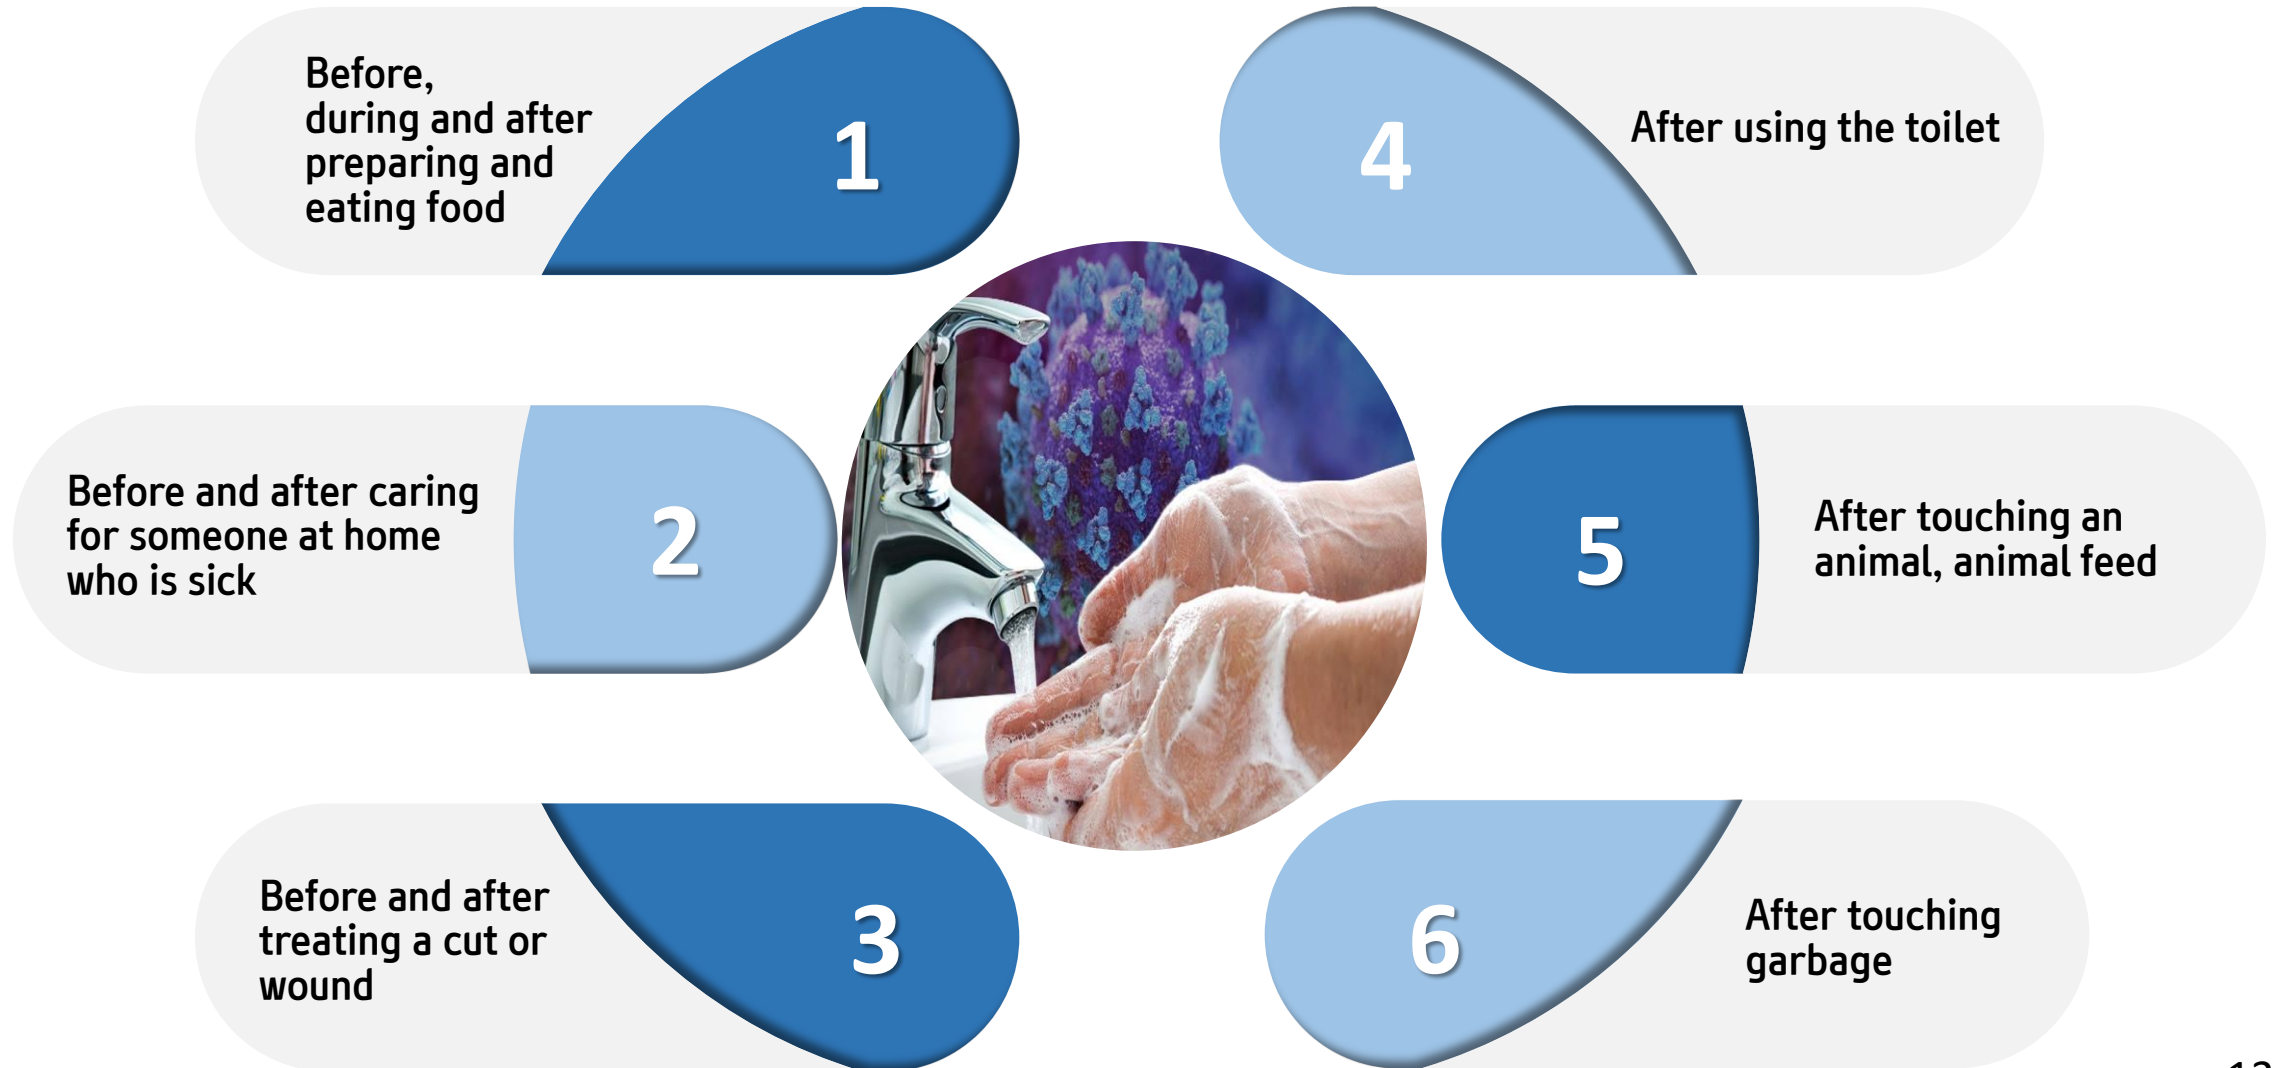 Before,
during and after
preparing and
eating food
1
Before and after caring
for someone at home
who is sick
2
Before and after
treating a cut or
wound
3
4
After using the toilet
5
After touching an
animal, animal feed
6
After touching
garbage